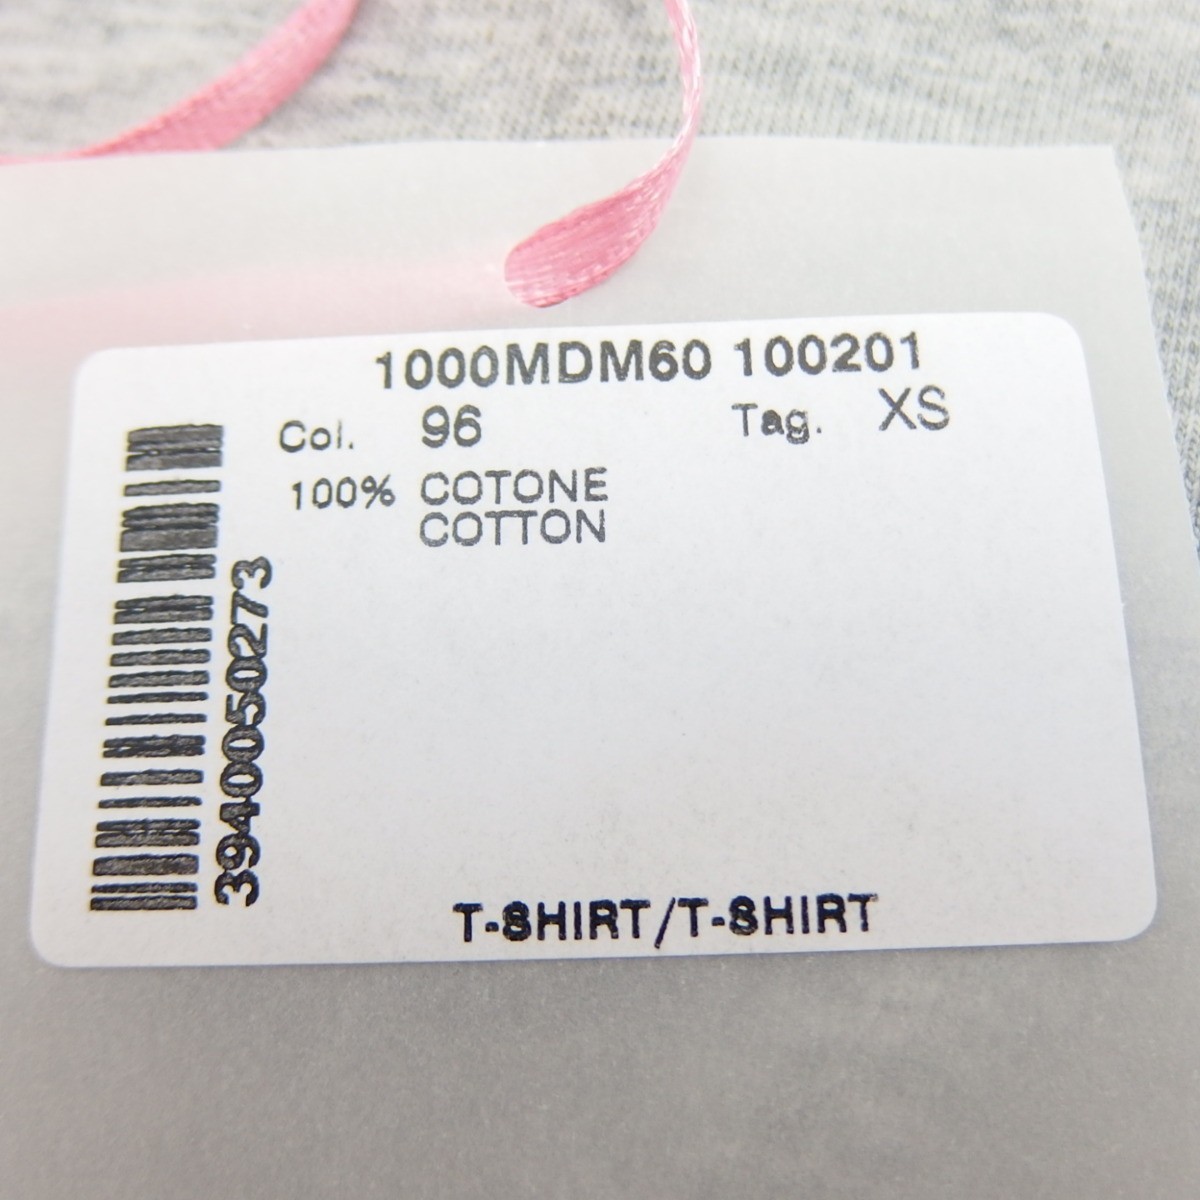 1000MDM60 100201
Col. 96 Tag. XS
100% COTONE
COTTON
3940050273
T-SHIRT/T-SHIRT